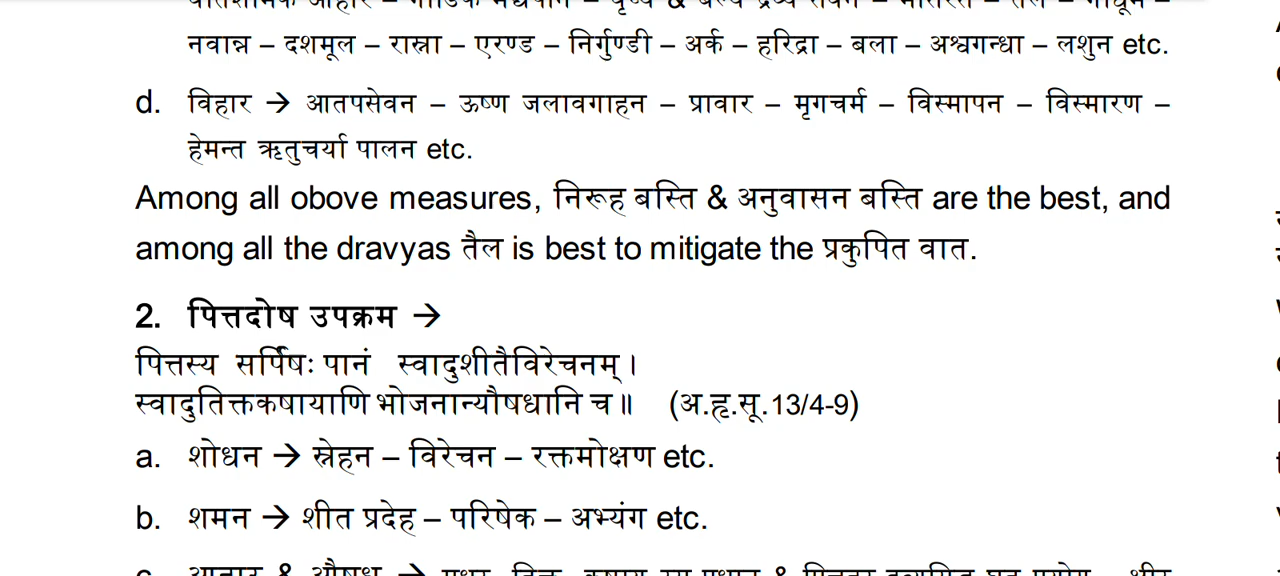 नवान्न – दशमूल – रास्ना – एरण्ड – निर्गुण्डी – अर्क – हरिद्रा – बला – अश्वगन्धा – लशुन etc.
d. विहार → आतपसेवन – ऊष्ण जलावगाहन – प्रावार – मृगचर्म – विस्मापन – विस्मारण –
हेमन्त ऋतुचर्या पालन etc.
Among all obove measures, निरूह बस्ति & अनुवासन बस्ति are the best, and
among all the dravyas तैल is best to mitigate the प्रकुपित वात.
2. पित्तदोष उपक्रम →
पित्तस्य सर्पिषः पानं स्वादुशीतैविरेचनम्।
स्वादुतिक्तकषायाणि भोजनान्यौषधानि च॥ (अ.हृ.सू.13/4-9)
a. शोधन → स्नेहन – विरेचन – रक्तमोक्षण etc.
b. शमन → शीत प्रदेह – परिषेक – अभ्यंग etc.